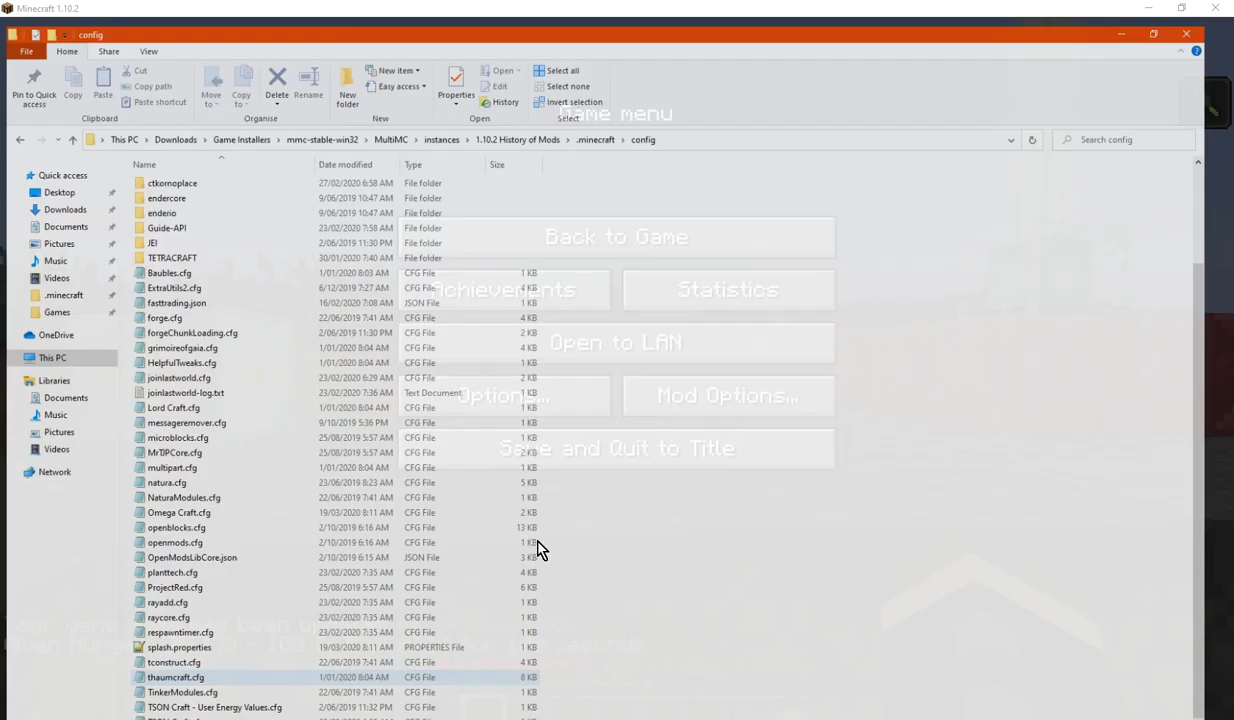 Minecraft 1.10.2
config
File Home Share View
Pin to Quick access
Copy
Paste
Cut
Copy path
Paste shortcut
Clipboard
Move to
Copy to
Delete
Rename
Organise
New folder
New item
Easy access
New
Properties
Open
Edit
History
Open
Select all
Select none
Invert selection
Select
Game menu
This PC > Downloads > Game Installers > mmc-stable-win32 > MultiMC > instances > 1.10.2 History of Mods > .minecraft > config
Search config
Quick access
Desktop
Downloads
Documents
Pictures
Music
Videos
.minecraft
Games
OneDrive
This PC
Libraries
Documents
Music
Pictures
Videos
Network
Name Date modified Type Size
ctkornoplace 27/02/2020 6:58 AM File folder
endercore 9/06/2019 10:47 AM File folder
enderio 9/06/2019 10:47 AM File folder
Guide-API 23/02/2020 7:58 AM File folder
JEI 2/06/2019 11:30 PM File folder
TETRACRAFT 30/01/2020 7:40 AM File folder
Baubles.cfg 1/01/2020 8:03 AM CFG File 1 KB
ExtraUtils2.cfg 6/12/2019 7:27 AM CFG File 4 KB
fasttrading.json 16/02/2020 7:08 AM JSON File 1 KB
forge.cfg 22/06/2019 7:41 AM CFG File 4 KB
forgeChunkLoading.cfg 2/06/2019 11:30 PM CFG File 2 KB
grimoireofgaia.cfg 1/01/2020 8:04 AM CFG File 4 KB
HelpfulTweaks.cfg 1/01/2020 8:04 AM CFG File 1 KB
joinlastworld.cfg 23/02/2020 6:29 AM CFG File 2 KB
joinlastworld-log.txt 23/02/2020 7:36 AM Text Document 1 KB
Lord Craft.cfg 1/01/2020 8:04 AM CFG File 1 KB
messageremover.cfg 9/10/2019 5:36 PM CFG File 1 KB
microblocks.cfg 25/08/2019 5:57 AM CFG File 1 KB
MrTJPCore.cfg 25/08/2019 5:57 AM CFG File 2 KB
multipart.cfg 1/01/2020 8:04 AM CFG File 1 KB
natura.cfg 23/06/2019 8:23 AM CFG File 5 KB
NaturaModules.cfg 22/06/2019 7:41 AM CFG File 1 KB
Omega Craft.cfg 19/03/2020 8:11 AM CFG File 2 KB
openblocks.cfg 2/10/2019 6:16 AM CFG File 13 KB
openmods.cfg 2/10/2019 6:16 AM CFG File 1 KB
OpenModsLibCore.json 2/10/2019 6:15 AM JSON File 3 KB
planttech.cfg 23/02/2020 7:35 AM CFG File 4 KB
ProjectRed.cfg 25/08/2019 5:57 AM CFG File 6 KB
rayadd.cfg 23/02/2020 7:35 AM CFG File 1 KB
raycore.cfg 23/02/2020 7:35 AM CFG File 1 KB
respawntimer.cfg 23/02/2020 7:35 AM CFG File 1 KB
splash.properties 19/03/2020 8:11 AM PROPERTIES File 1 KB
tconstruct.cfg 22/06/2019 7:41 AM CFG File 4 KB
thaumcraft.cfg 1/01/2020 8:04 AM CFG File 8 KB
TinkerModules.cfg 22/06/2019 7:41 AM CFG File 1 KB
TSON Craft - User Energy Values.cfg 2/06/2019 11:32 PM CFG File 1 KB
Back to Game
Achievements
Statistics
Open to LAN
Options...
Mod Options...
Save and Quit to Title